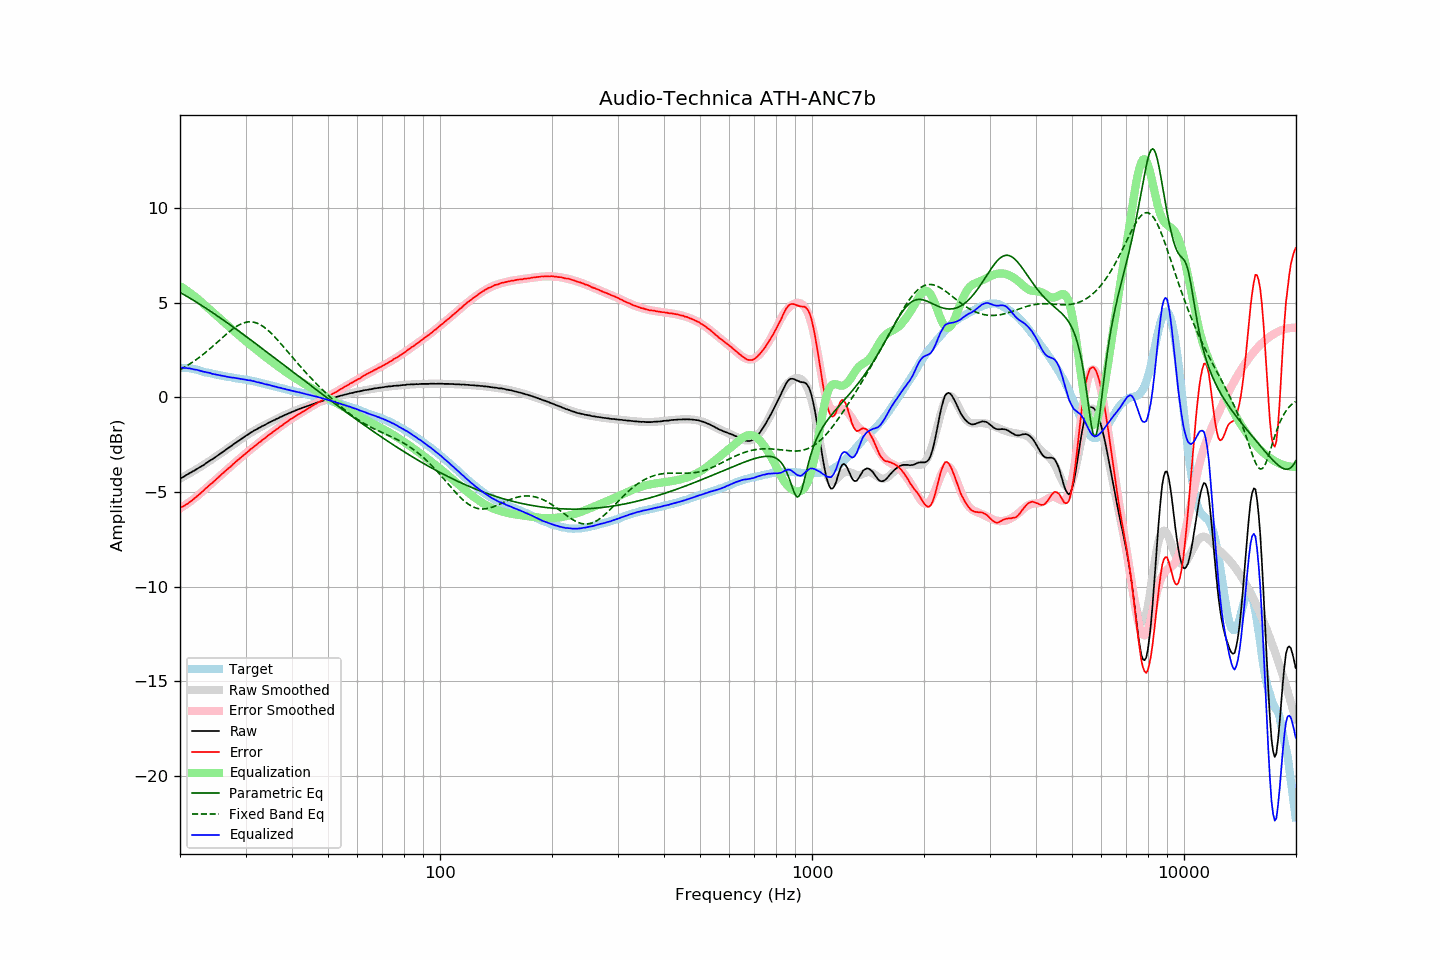 Audio-Technica ATH-ANC7b
Amplitude (dBr)
10
5
0
−5
−10
−15
−20
Target
Raw Smoothed
Error Smoothed
Raw
Error
Equalization
Parametric Eq
Fixed Band Eq
Equalized
100
1000
10000
Frequency (Hz)